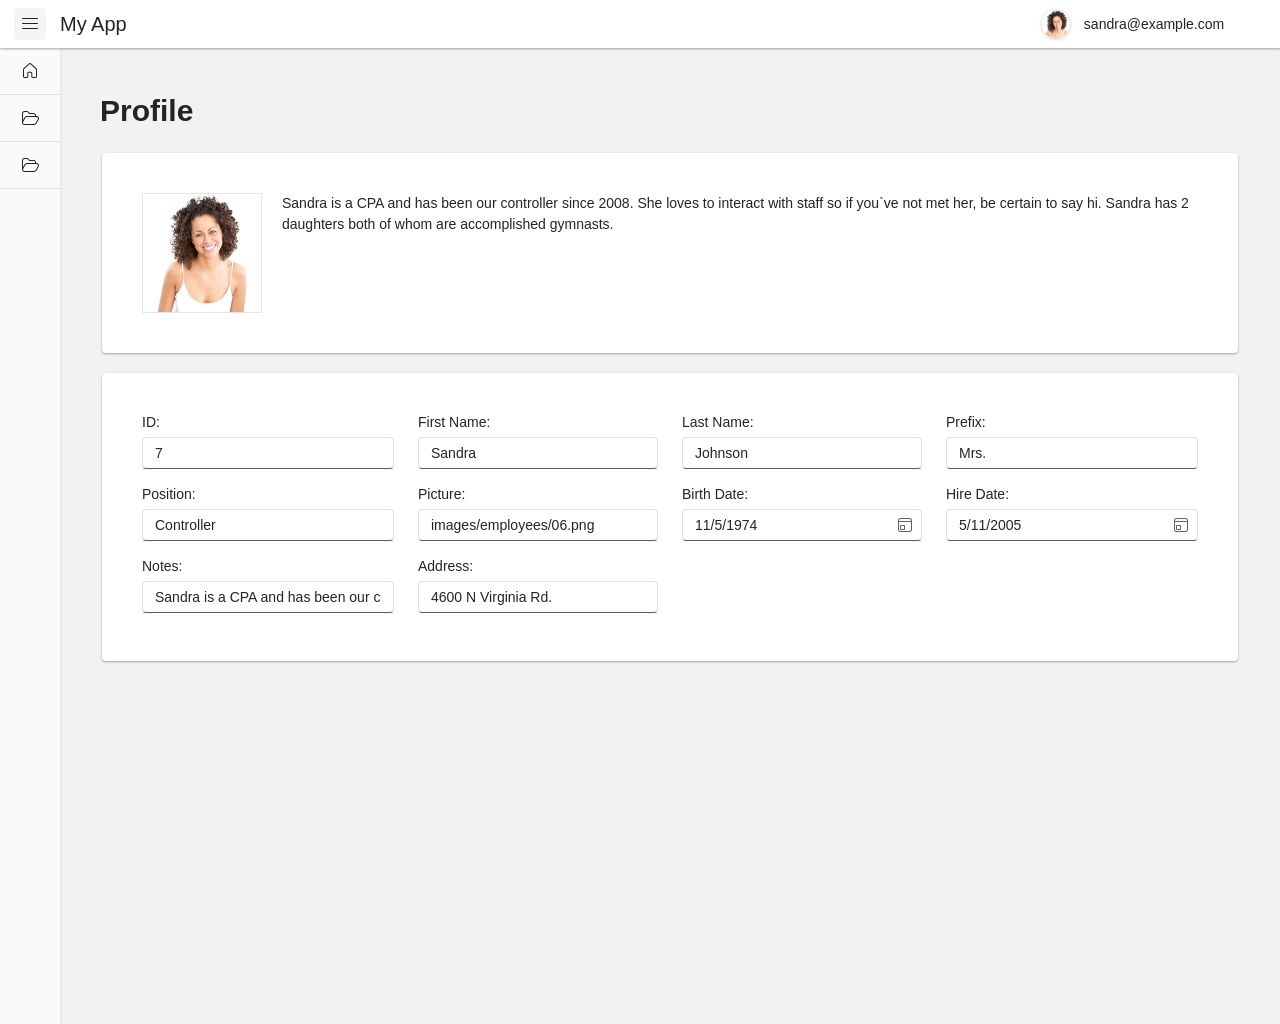 My App
sandra@example.com
Profile
Sandra is a CPA and has been our controller since 2008. She loves to interact with staff so if you`ve not met her, be certain to say hi. Sandra has 2
daughters both of whom are accomplished gymnasts.
ID:
First Name:
Last Name:
Prefix:
7
Sandra
Johnson
Mrs.
Position:
Picture:
Birth Date:
Hire Date:
Controller
images/employees/06.png
11/5/1974
5/11/2005
Notes:
Address:
Sandra is a CPA and has been our c
4600 N Virginia Rd.